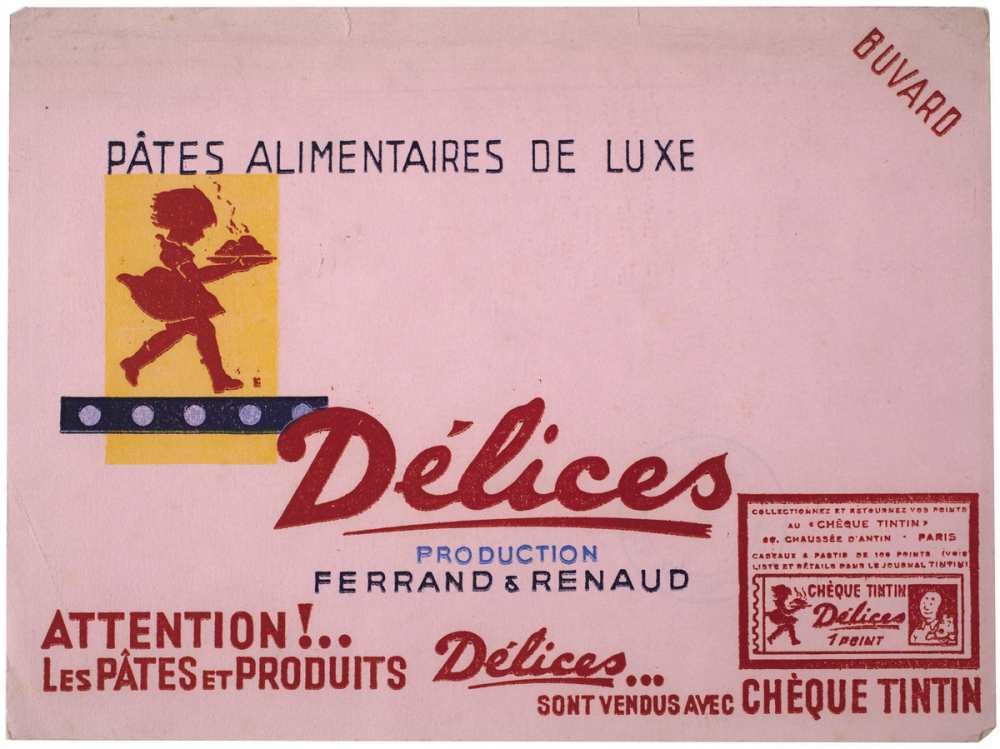 BUVARD
PÂTES ALIMENTAIRES DE LUXE
Délices
PRODUCTION
FERRAND & RENAUD
COLLECTIONNEZ ET RETOURNEZ VOS POINTS
AU "CHÈQUE TINTIN"
CHAUSSÉE D'ANTIN • PARIS
CADEAUX A PARTIR DE 100 POINTS. (VOIR
LISTE ET DÉTAILS DANS LE JOURNAL TINTIN)
CHÈQUE TINTIN
Délices
1 POINT
ATTENTION !..
LES PÂTES ET PRODUITS
Délices...
SONT VENDUS AVEC CHÈQUE TINTIN